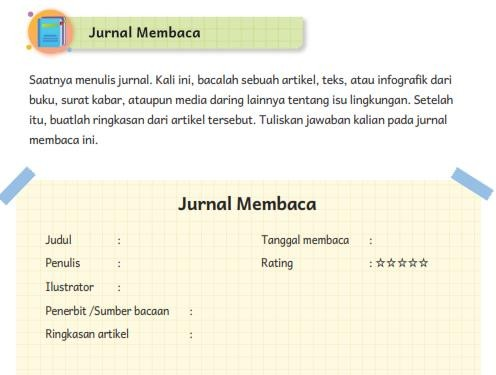 Jurnal Membaca
Saatnya menulis jurnal. Kali ini, bacalah sebuah artikel, teks, atau infografik dari
buku, surat kabar, ataupun media daring lainnya tentang isu lingkungan. Setelah
itu, buatlah ringkasan dari artikel tersebut. Tuliskan jawaban kalian pada jurnal
membaca ini.
Jurnal Membaca
Judul : Tanggal membaca :
Penulis : Rating : ☆☆☆☆☆
Ilustrator :
Penerbit /Sumber bacaan :
Ringkasan artikel :